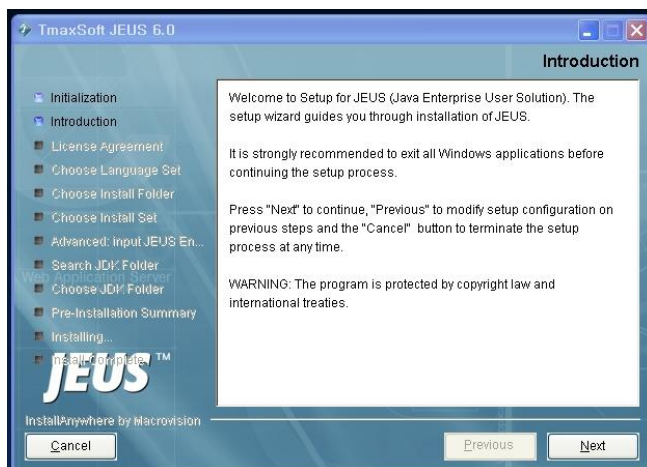 TmaxSoft JEUS 6.0
Introduction
Initialization
Introduction
License Agreement
Choose Language Set
Choose Install Folder
Choose Install Set
Advanced: input JEUS En...
Search JDK Folder
Web Application Server
Choose JDK Folder
Pre-Installation Summary
Installing...
Install Complete
JEUS™
Welcome to Setup for JEUS (Java Enterprise User Solution). The
setup wizard guides you through installation of JEUS.
It is strongly recommended to exit all Windows applications before
continuing the setup process.
Press "Next" to continue, "Previous" to modify setup configuration on
previous steps and the "Cancel" button to terminate the setup
process at any time.
WARNING: The program is protected by copyright law and
international treaties.
InstallAnywhere by Macrovision
Cancel
Previous
Next